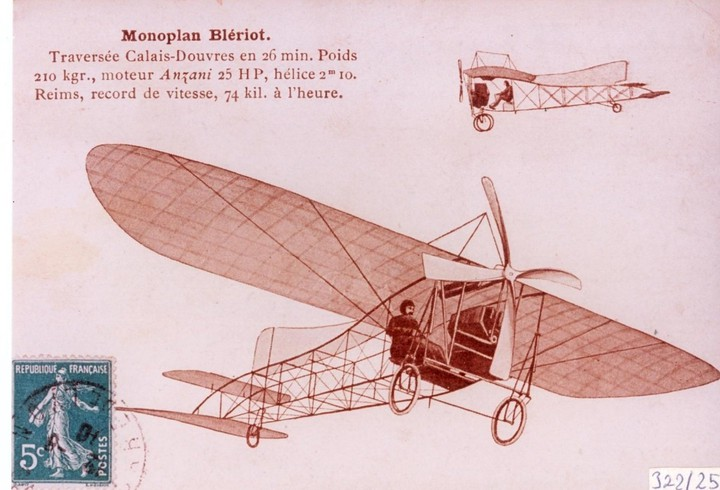 Monoplan Blériot.
Traversée Calais-Douvres en 26 min. Poids
210 kgr., moteur Anzani 25 HP, hélice 2ᵐ 10.
Reims, record de vitesse, 74 kil. à l'heure.
REPUBLIQUE FRANÇAISE
5c
POSTES
322/25